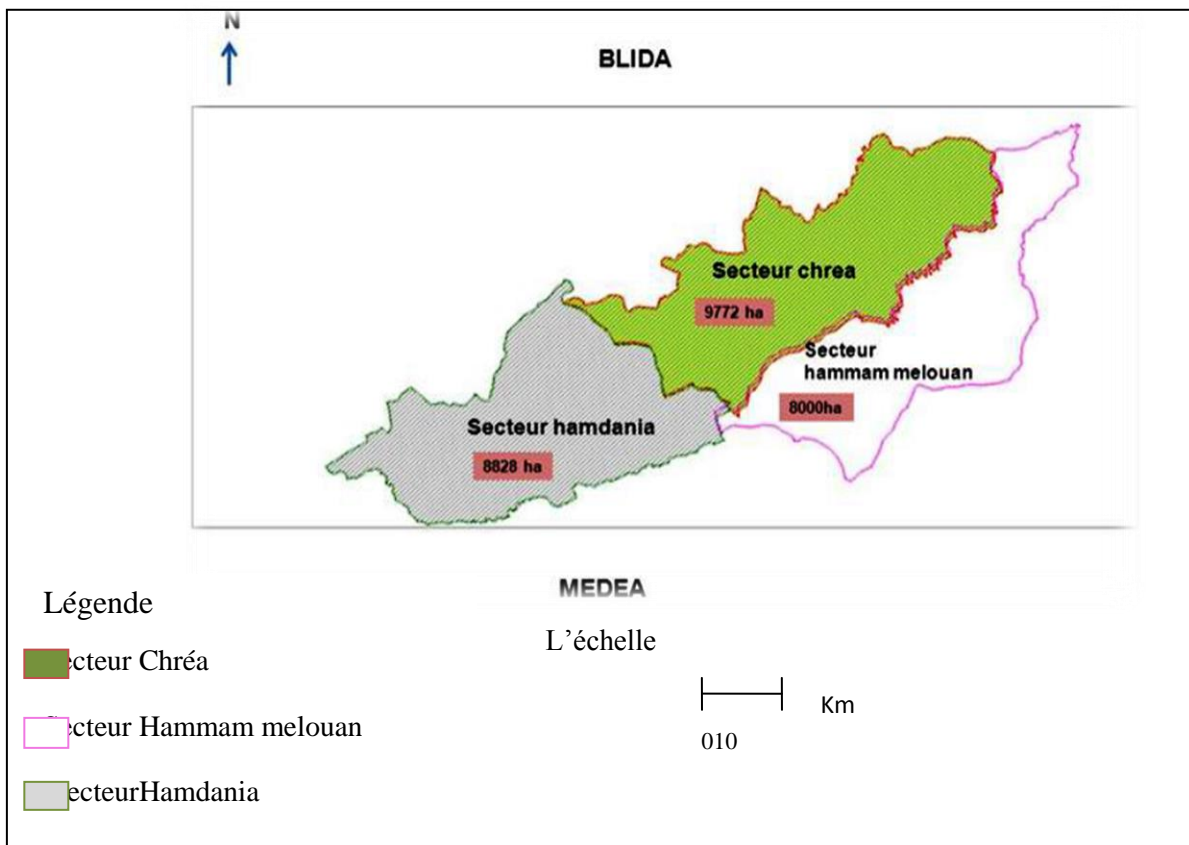 N
BLIDA
Secteur chrea
9772 ha
Secteur
hammam melouan
8000ha
Secteur hamdania
8828 ha
MEDEA
Légende
L’échelle
ecteur Chréa
Km
ecteur Hammam melouan
010
ecteurHamdania